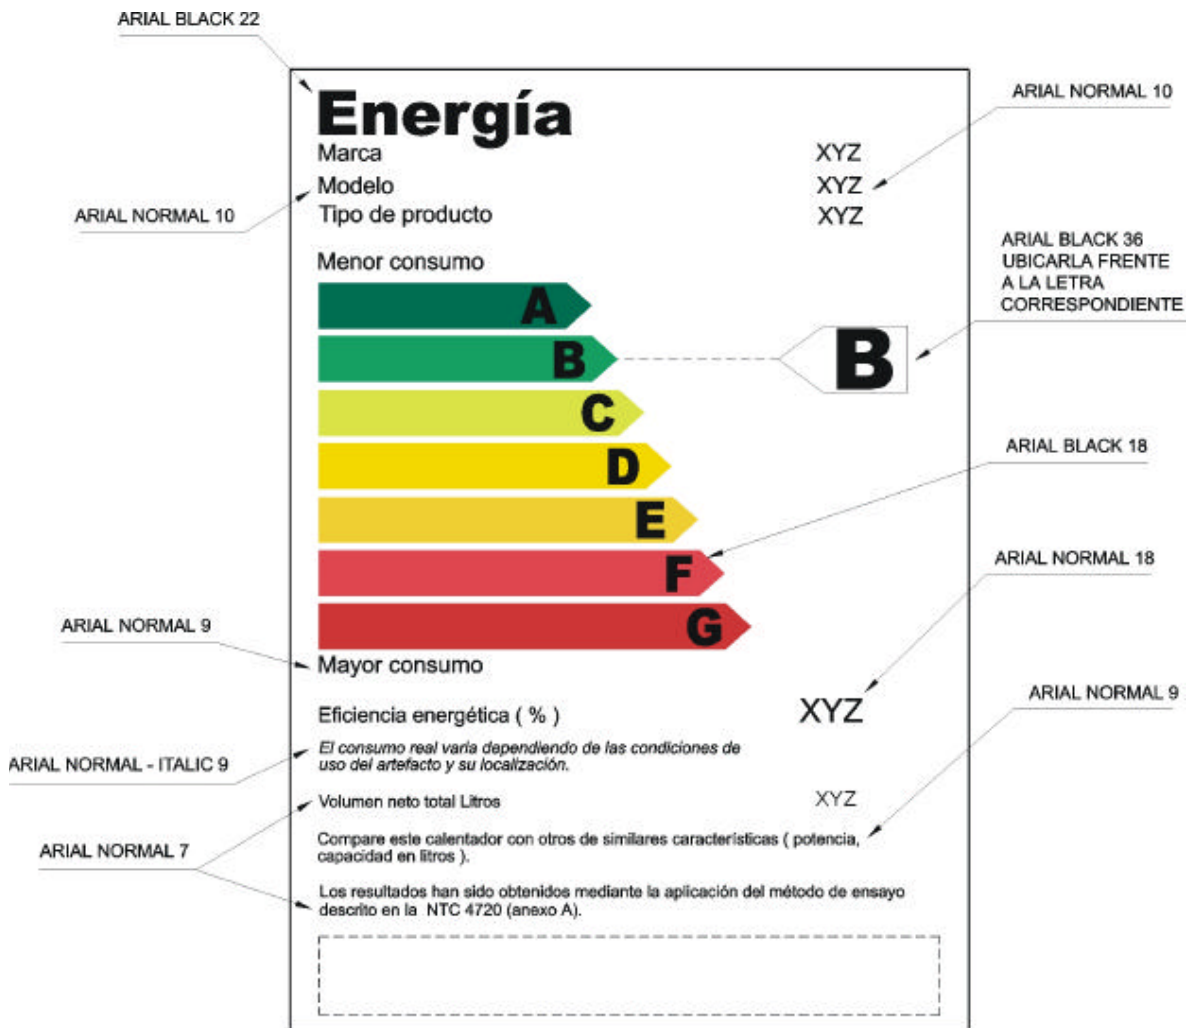 ARIAL BLACK 22
Energía
ARIAL NORMAL 10
Marca XYZ
Modelo XYZ
ARIAL NORMAL 10
Tipo de producto XYZ
ARIAL BLACK 36
UBICARLA FRENTE
A LA LETRA
CORRESPONDIENTE
Menor consumo
A
B B
C
D
ARIAL BLACK 18
E
F
ARIAL NORMAL 18
G
ARIAL NORMAL 9
Mayor consumo
Eficiencia energética ( % ) XYZ
ARIAL NORMAL 9
El consumo real varia dependiendo de las condiciones de
uso del artefacto y su localización.
ARIAL NORMAL - ITALIC 9
Volumen neto total Litros XYZ
Compare este calentador con otros de similares características ( potencia,
capacidad en litros ).
ARIAL NORMAL 7
Los resultados han sido obtenidos mediante la aplicación del método de ensayo
descrito en la NTC 4720 (anexo A).